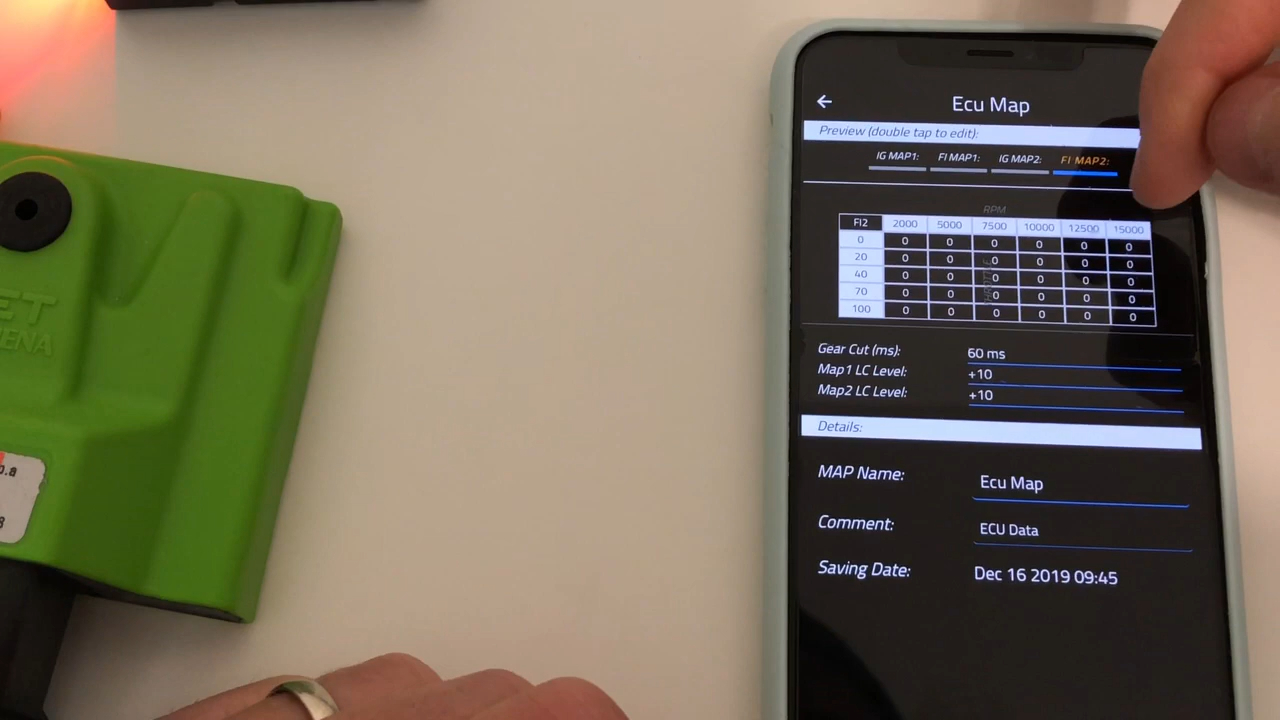 Ecu Map
Preview (double tap to edit):
IG MAP1: FI MAP1: IG MAP2: FI MAP2:
RPM
FI2 2000 5000 7500 10000 12500 15000
0 0 0 0 0 0 0
20 0 0 0 0 0 0
40 0 0 0 0 0 0
70 0 0 0 0 0 0
100 0 0 0 0 0 0
THROTTLE
Gear Cut (ms): 60 ms
Map1 LC Level: +10
Map2 LC Level: +10
Details:
MAP Name: Ecu Map
Comment: ECU Data
Saving Date: Dec 16 2019 09:45
ET
ENA
p.a